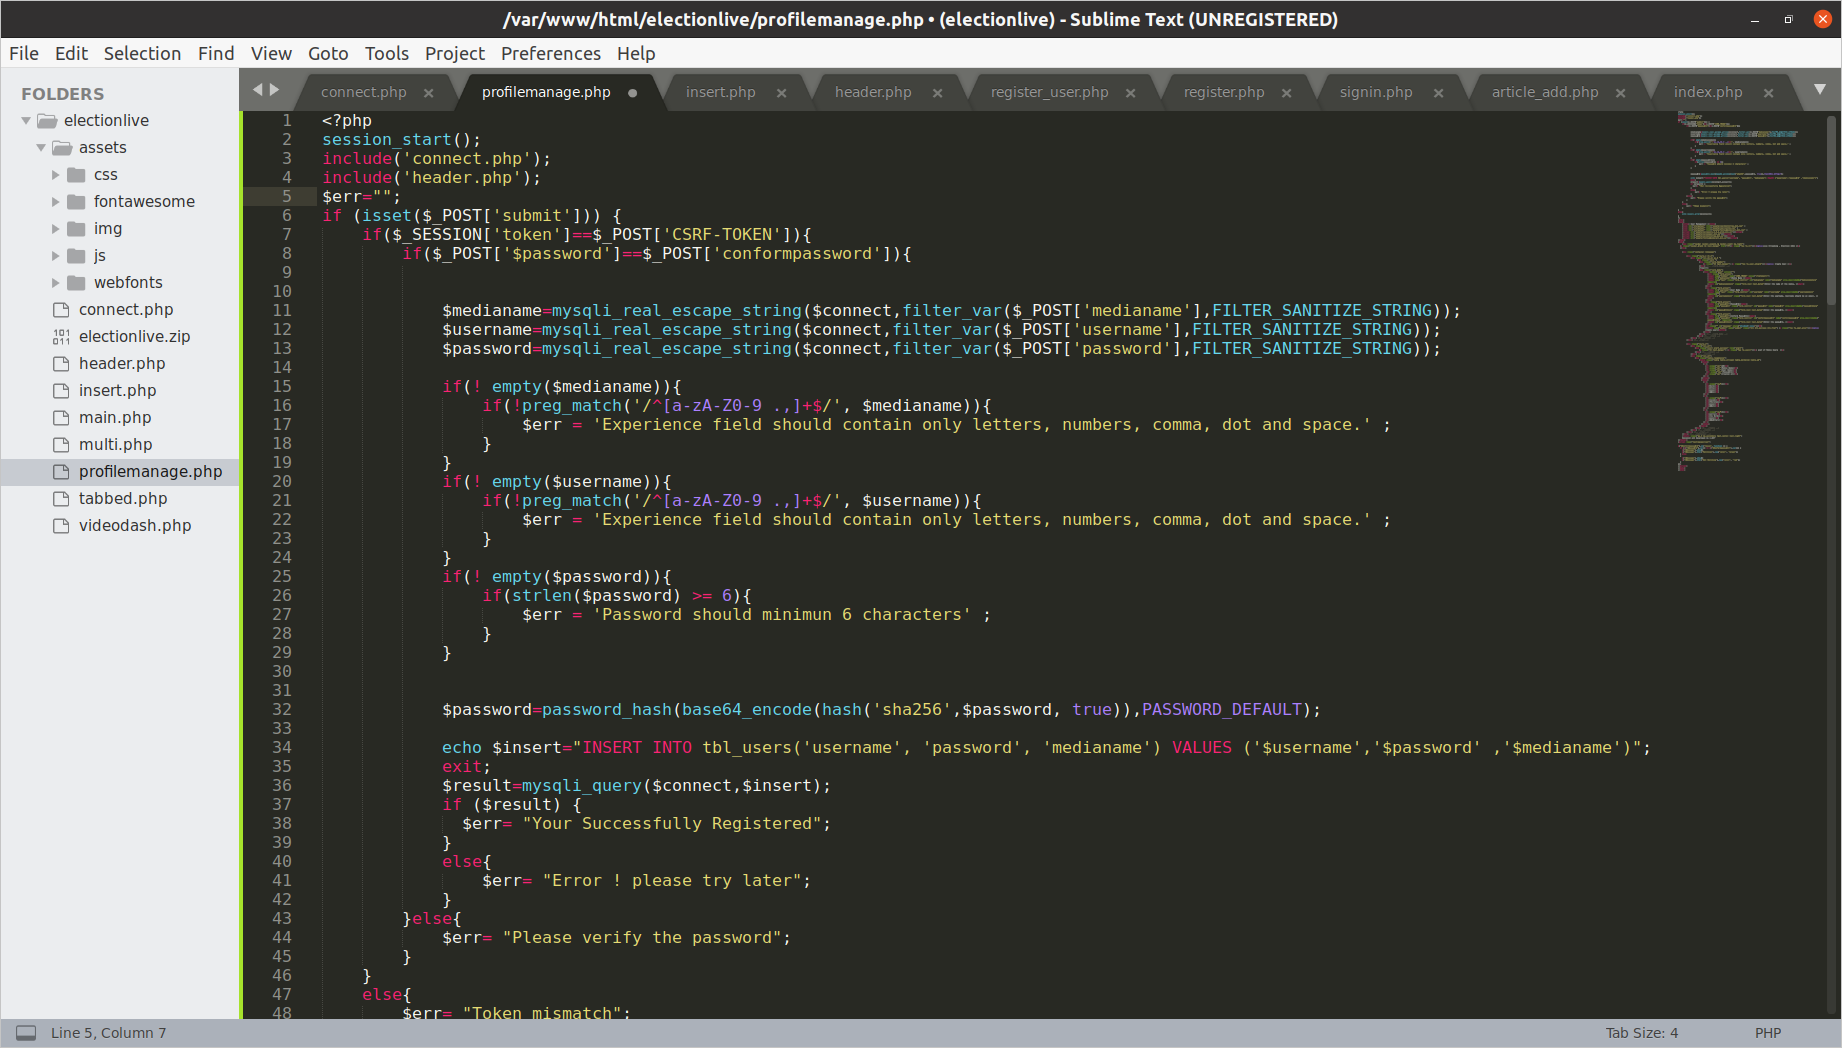 /var/www/html/electionlive/profilemanage.php • (electionlive) - Sublime Text (UNREGISTERED)
File Edit Selection Find View Goto Tools Project Preferences Help
FOLDERS
electionlive
assets
css
fontawesome
img
js
webfonts
connect.php
electionlive.zip
header.php
insert.php
main.php
multi.php
profilemanage.php
tabbed.php
videodash.php
connect.php profilemanage.php insert.php header.php register_user.php register.php signin.php article_add.php index.php
1 <?php
2 session_start();
3 include('connect.php');
4 include('header.php');
5 $err="";
6 if (isset($_POST['submit'])) {
7 if($_SESSION['token']==$_POST['CSRF-TOKEN']){
8 if($_POST['$password']==$_POST['conformpassword']){
9
10
11 $medianame=mysqli_real_escape_string($connect,filter_var($_POST['medianame'],FILTER_SANITIZE_STRING));
12 $username=mysqli_real_escape_string($connect,filter_var($_POST['username'],FILTER_SANITIZE_STRING));
13 $password=mysqli_real_escape_string($connect,filter_var($_POST['password'],FILTER_SANITIZE_STRING));
14
15 if(! empty($medianame)){
16 if(!preg_match('/^[a-zA-Z0-9 .,]+$/', $medianame)){
17 $err = 'Experience field should contain only letters, numbers, comma, dot and space.' ;
18 }
19 }
20 if(! empty($username)){
21 if(!preg_match('/^[a-zA-Z0-9 .,]+$/', $username)){
22 $err = 'Experience field should contain only letters, numbers, comma, dot and space.' ;
23 }
24 }
25 if(! empty($password)){
26 if(strlen($password) >= 6){
27 $err = 'Password should minimun 6 characters' ;
28 }
29 }
30
31
32 $password=password_hash(base64_encode(hash('sha256',$password, true)),PASSWORD_DEFAULT);
33
34 echo $insert="INSERT INTO tbl_users('username', 'password', 'medianame') VALUES ('$username','$password' ,'$medianame')";
35 exit;
36 $result=mysqli_query($connect,$insert);
37 if ($result) {
38 $err= "Your Successfully Registered";
39 }
40 else{
41 $err= "Error ! please try later";
42 }
43 }else{
44 $err= "Please verify the password";
45 }
46 }
47 else{
48 $err= "Token mismatch";
Line 5, Column 7
Tab Size: 4 PHP